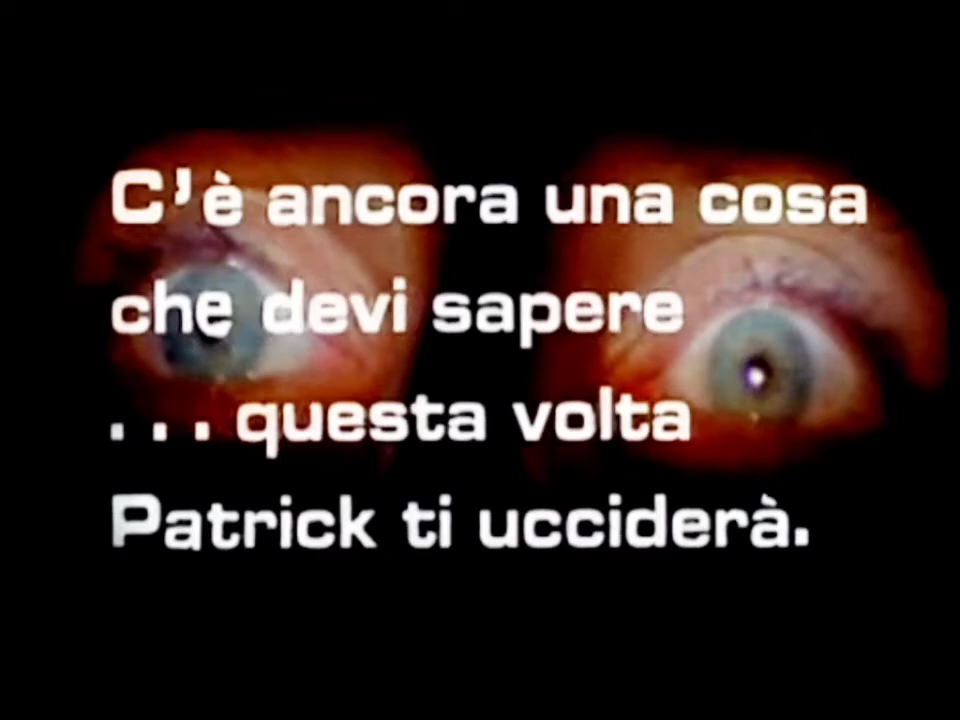 C'è ancora una cosa
che devi sapere
. . . questa volta
Patrick ti ucciderà.